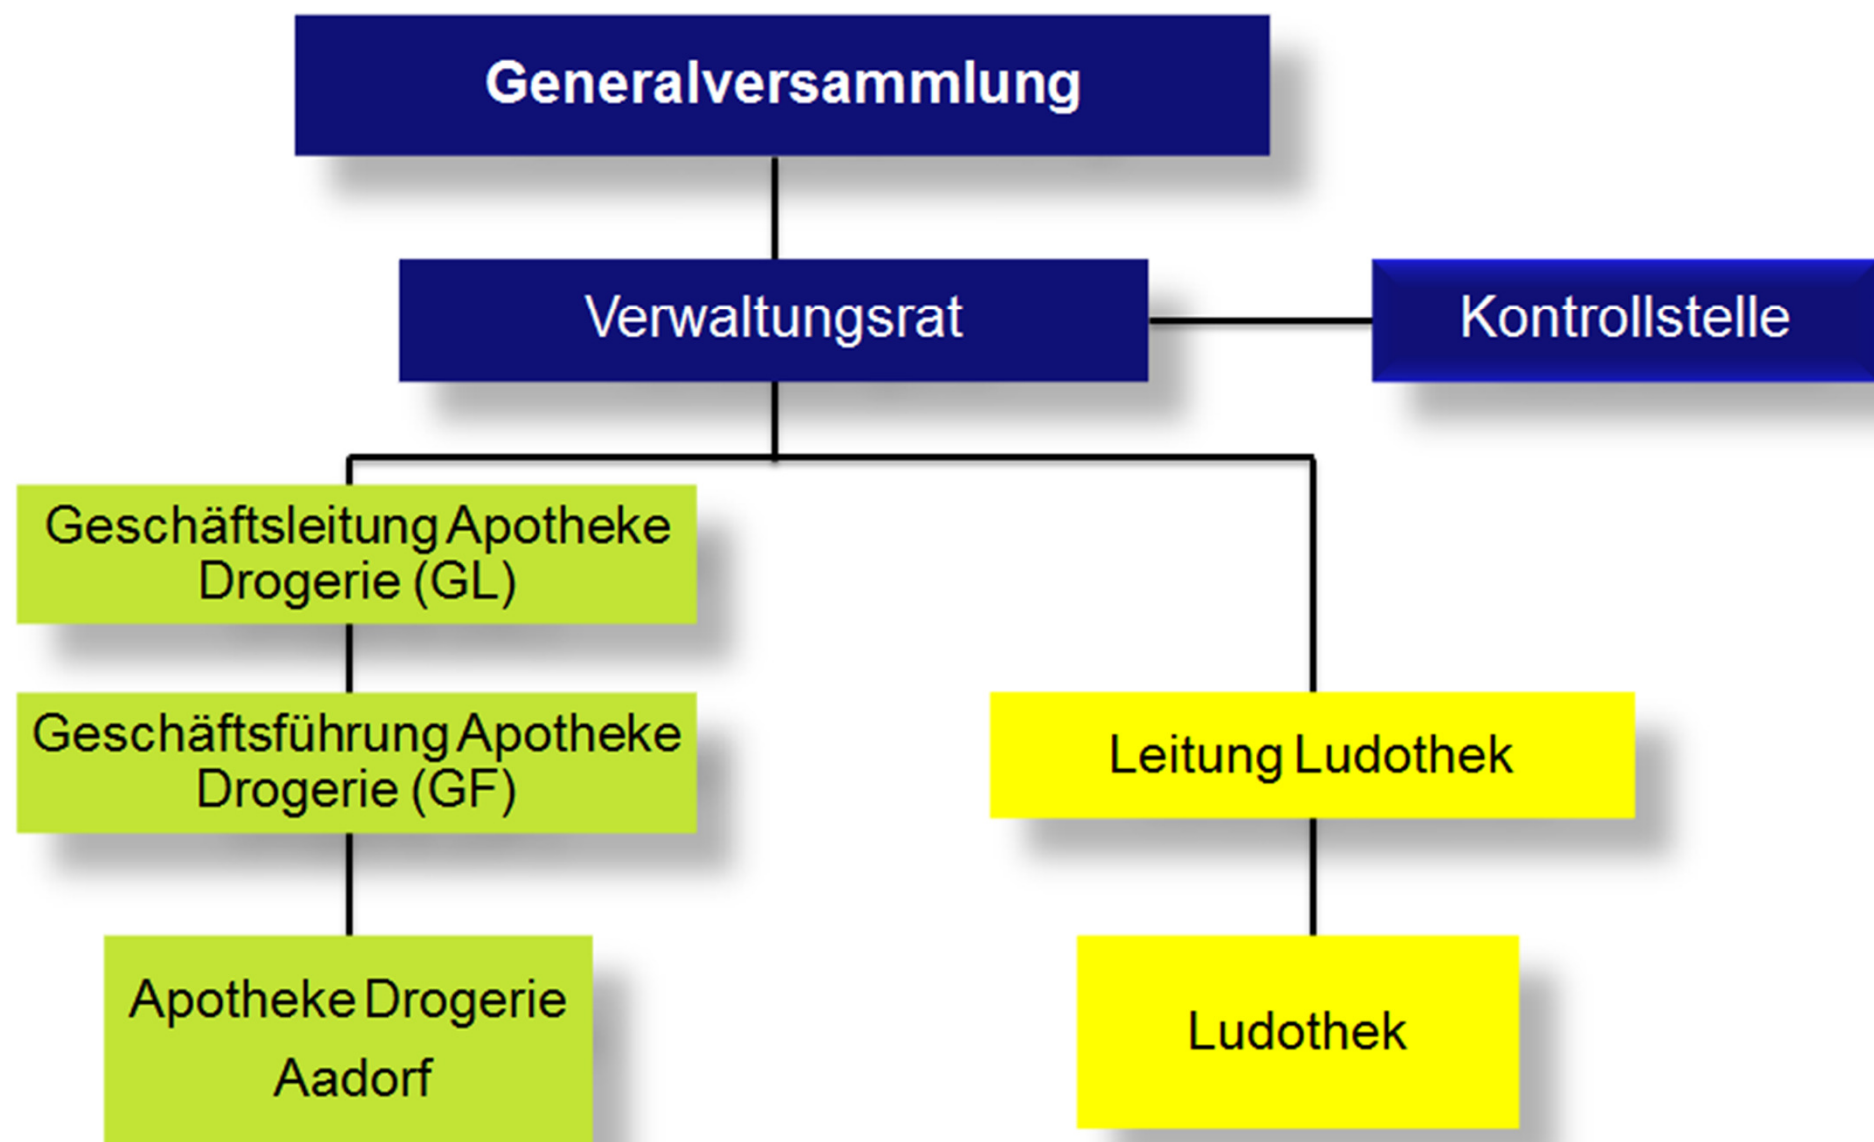 Generalversammlung
Verwaltungsrat
Kontrollstelle
Geschäftsleitung Apotheke
Drogerie (GL)
Geschäftsführung Apotheke
Drogerie (GF)
Leitung Ludothek
Apotheke Drogerie
Aadorf
Ludothek